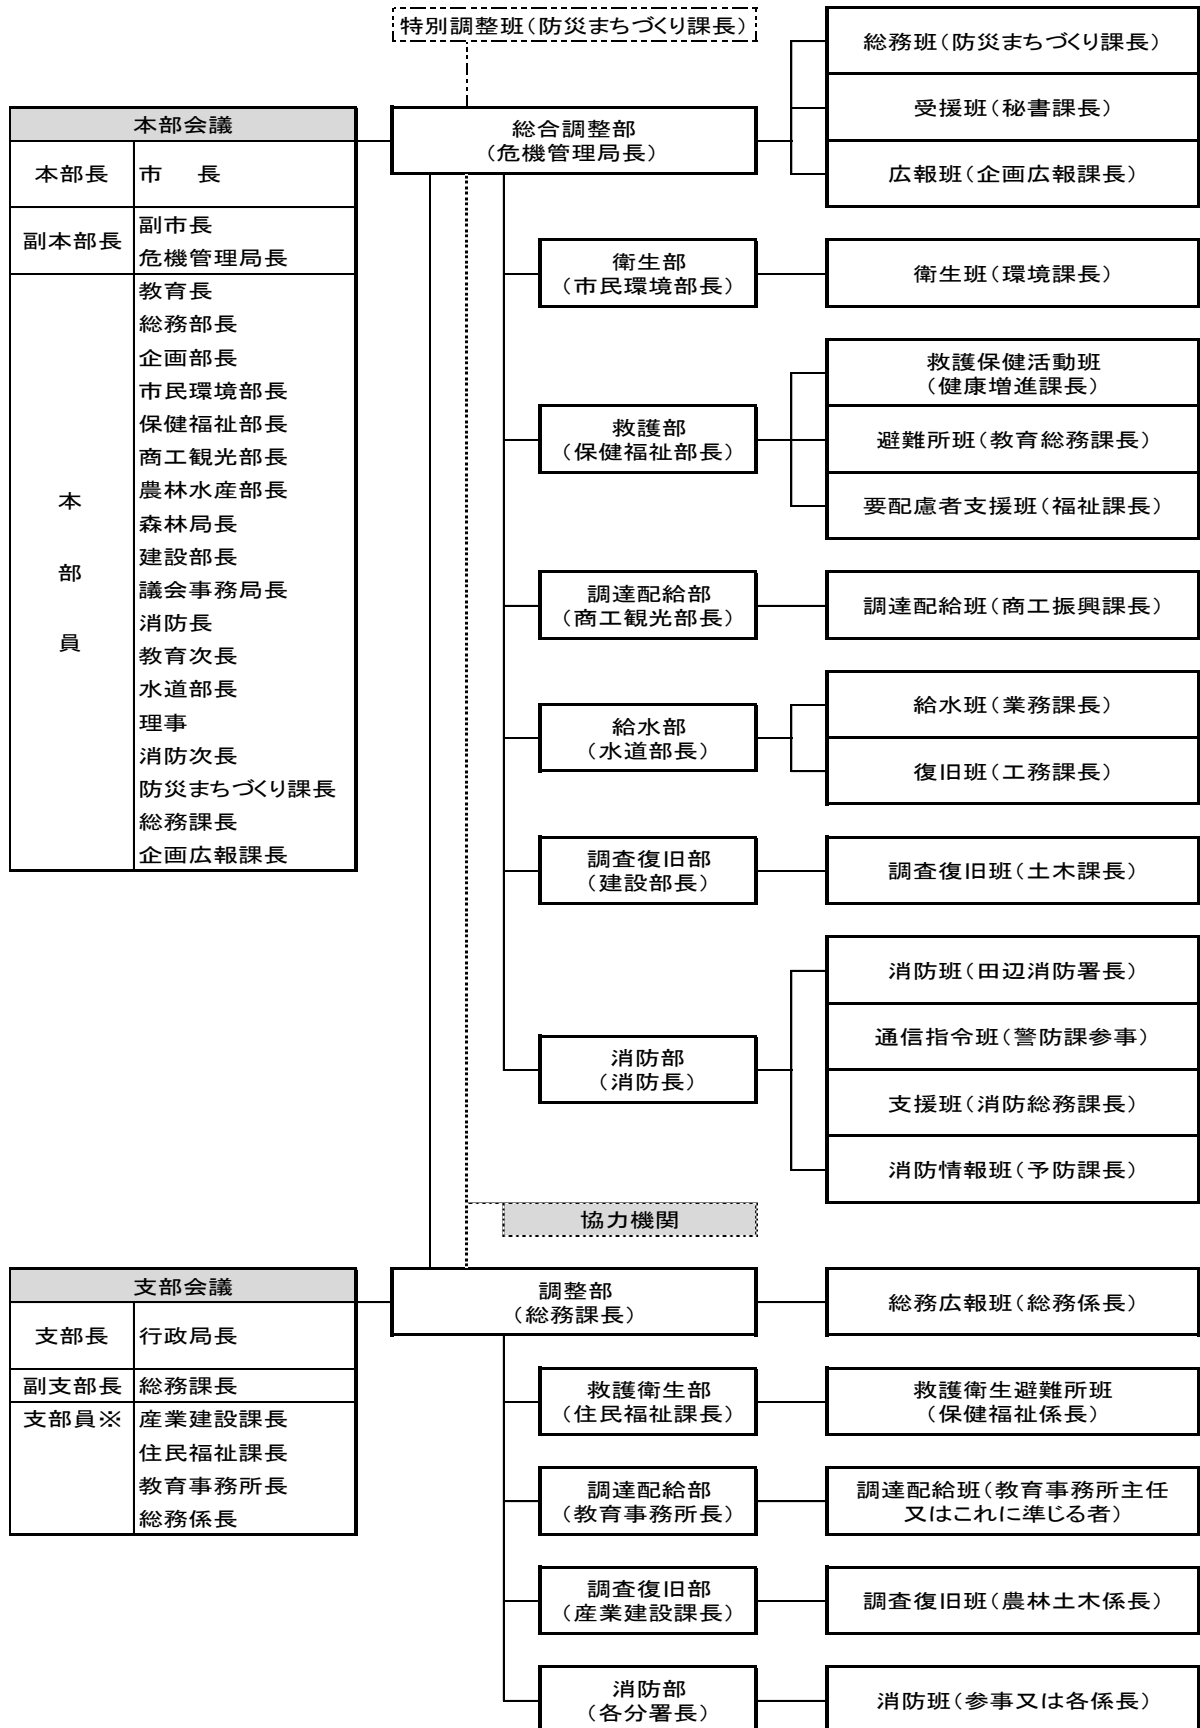 特別調整班（防災まちづくり課長）
総務班（防災まちづくり課長）
受援班（秘書課長）
広報班（企画広報課長）
総合調整部
（危機管理局長）
本部会議
本部長
市　長
副本部長
副市長
危機管理局長
本
部
員
教育長
総務部長
企画部長
市民環境部長
保健福祉部長
商工観光部長
農林水産部長
森林局長
建設部長
議会事務局長
消防長
教育次長
水道部長
理事
消防次長
防災まちづくり課長
総務課長
企画広報課長
衛生部
（市民環境部長）
衛生班（環境課長）
救護部
（保健福祉部長）
救護保健活動班
（健康増進課長）
避難所班（教育総務課長）
要配慮者支援班（福祉課長）
調達配給部
（商工観光部長）
調達配給班（商工振興課長）
給水部
（水道部長）
給水班（業務課長）
復旧班（工務課長）
調査復旧部
（建設部長）
調査復旧班（土木課長）
消防部
（消防長）
消防班（田辺消防署長）
通信指令班（警防課参事）
支援班（消防総務課長）
消防情報班（予防課長）
協力機関
支部会議
支部長
行政局長
副支部長
総務課長
支部員※
産業建設課長
住民福祉課長
教育事務所長
総務係長
調整部
（総務課長）
総務広報班（総務係長）
救護衛生部
（住民福祉課長）
救護衛生避難所班
（保健福祉係長）
調達配給部
（教育事務所長）
調達配給班（教育事務所主任
又はこれに準じる者）
調査復旧部
（産業建設課長）
調査復旧班（農林土木係長）
消防部
（各分署長）
消防班（参事又は各係長）